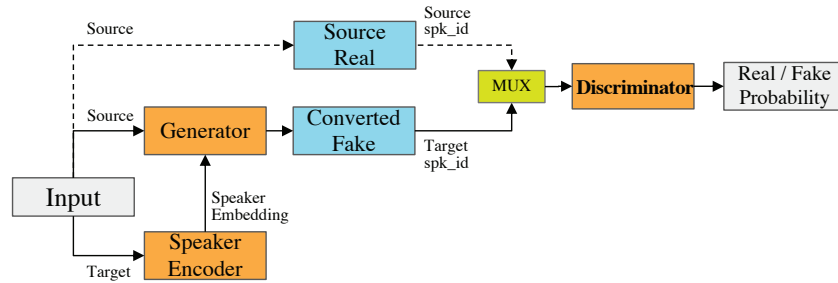 Source
Source
Real
Source
spk_id
MUX
Discriminator
Real / Fake
Probability
Source
Generator
Converted
Fake
Target
spk_id
Input
Speaker
Embedding
Target
Speaker
Encoder